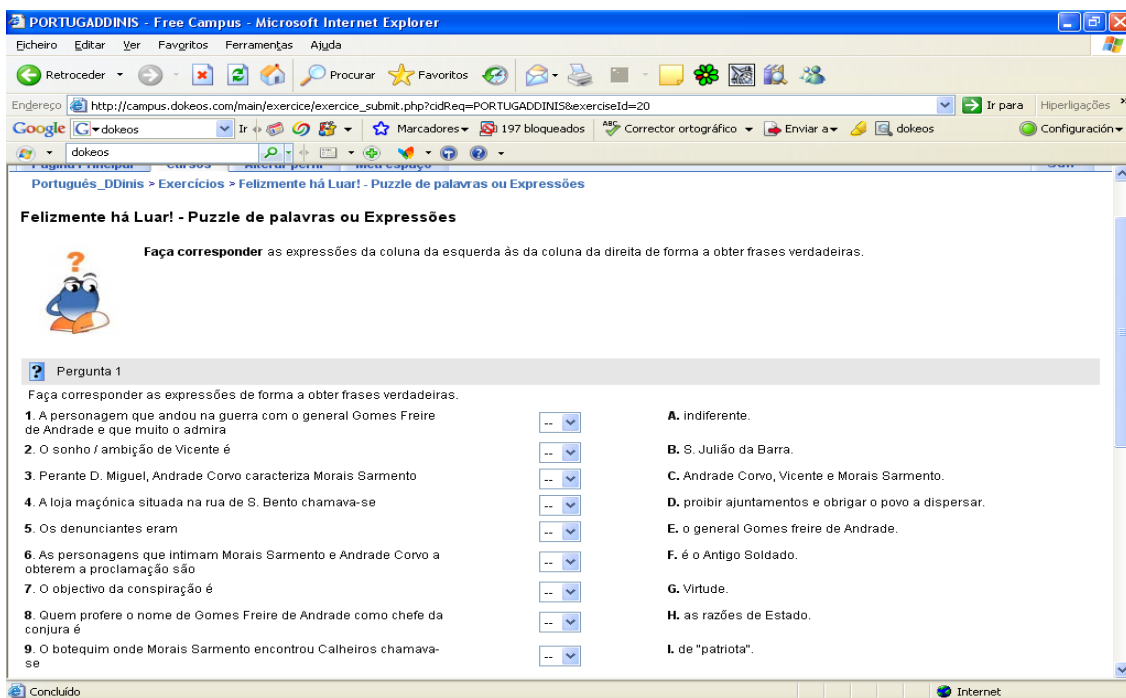 PORTUGADDINIS - Free Campus - Microsoft Internet Explorer
Ficheiro Editar Ver Favoritos Ferramentas Ajuda
Retroceder Procurar Favoritos
Endereço http://campus.dokeos.com/main/exercice/exercice_submit.php?cidReq=PORTUGADDINIS&exerciseId=20 Ir para Hiperligações »
Google G dokeos Ir Marcadores 197 bloqueados ABC Corrector ortográfico Enviar a dokeos Configuración
dokeos
Página Principal Cursos Alterar perfil Meu espaço Sair
Português_DDinis > Exercícios > Felizmente há Luar! - Puzzle de palavras ou Expressões
Felizmente há Luar! - Puzzle de palavras ou Expressões
Faça corresponder as expressões da coluna da esquerda às da coluna da direita de forma a obter frases verdadeiras.
? Pergunta 1
Faça corresponder as expressões de forma a obter frases verdadeiras.
1. A personagem que andou na guerra com o general Gomes Freire -- A. indiferente.
de Andrade e que muito o admira
2. O sonho / ambição de Vicente é -- B. S. Julião da Barra.
3. Perante D. Miguel, Andrade Corvo caracteriza Morais Sarmento -- C. Andrade Corvo, Vicente e Morais Sarmento.
4. A loja maçónica situada na rua de S. Bento chamava-se -- D. proibir ajuntamentos e obrigar o povo a dispersar.
5. Os denunciantes eram -- E. o general Gomes freire de Andrade.
6. As personagens que intimam Morais Sarmento e Andrade Corvo a -- F. é o Antigo Soldado.
obterem a proclamação são
7. O objectivo da conspiração é -- G. Virtude.
8. Quem profere o nome de Gomes Freire de Andrade como chefe da -- H. as razões de Estado.
conjura é
9. O botequim onde Morais Sarmento encontrou Calheiros chamava- -- I. de "patriota".
se
Concluído Internet